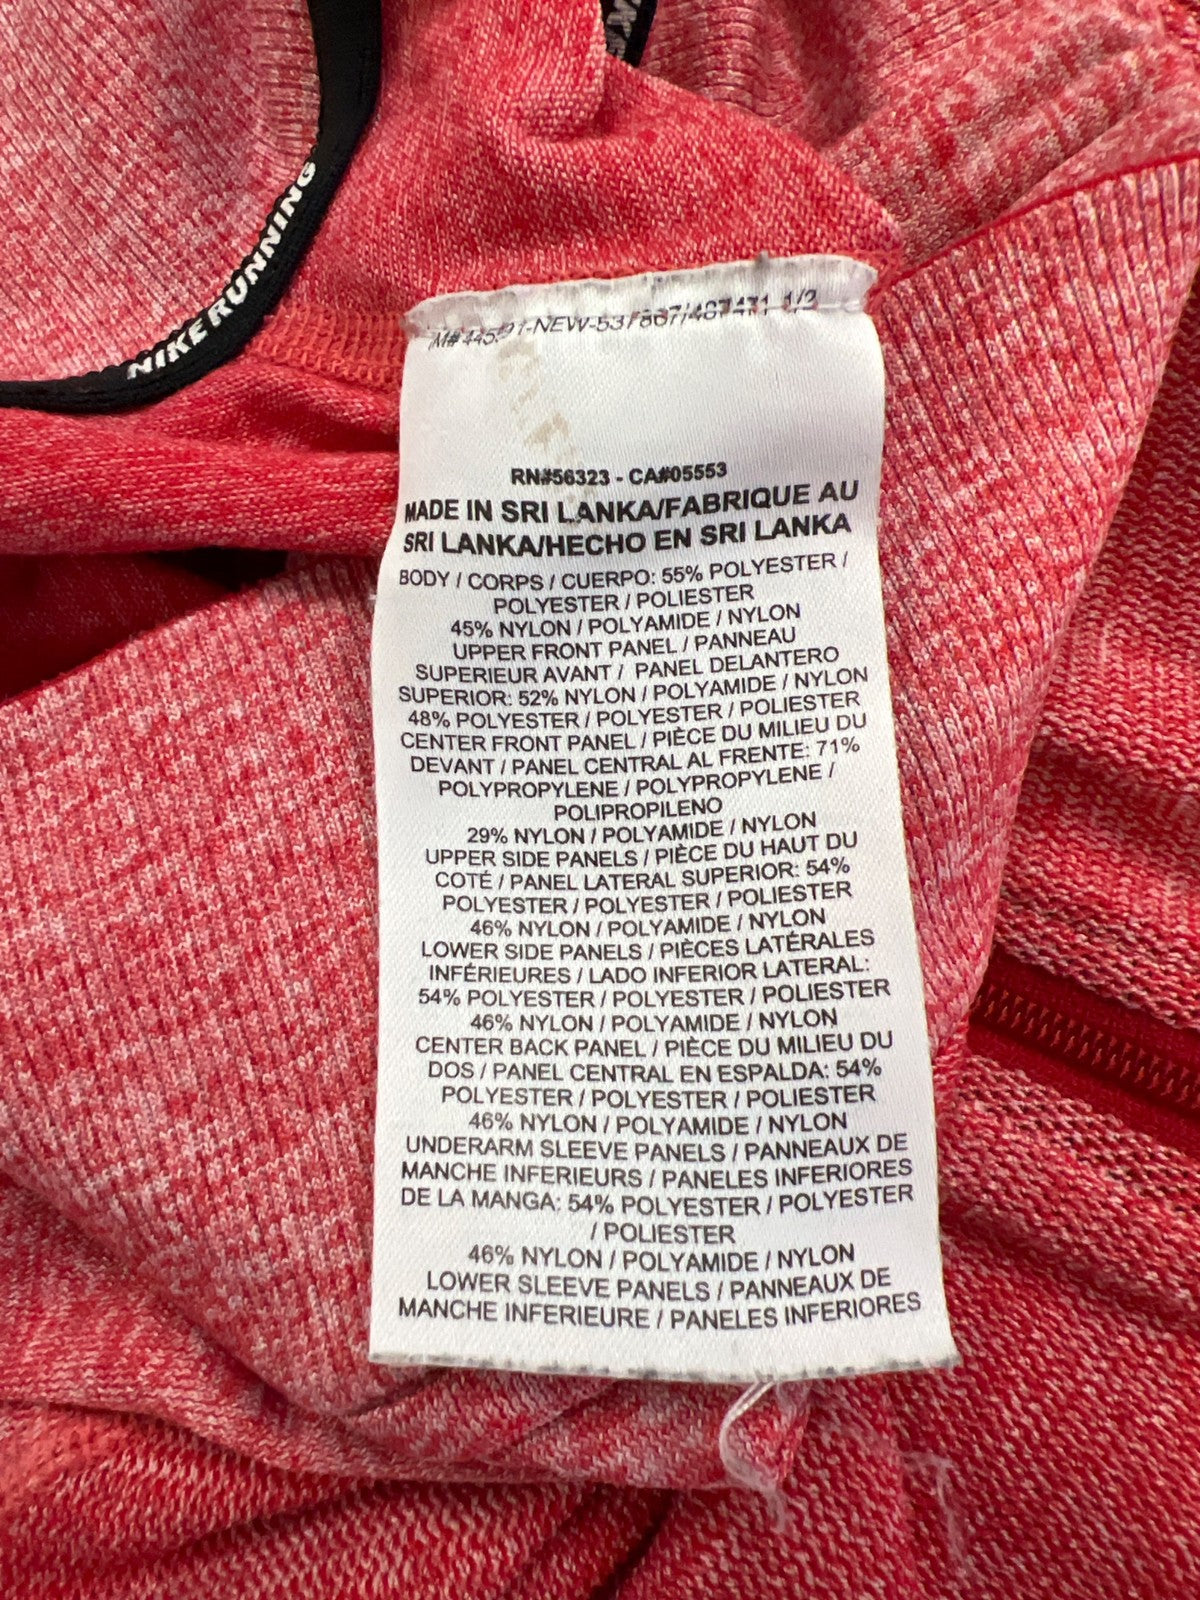 NIKE RUNNING
RN#56323 - CA#05553
MADE IN SRI LANKA/FABRIQUE AU
SRI LANKA/HECHO EN SRI LANKA
BODY / CORPS / CUERPO: 55% POLYESTER /
POLYESTER / POLIESTER
45% NYLON / POLYAMIDE / NYLON
UPPER FRONT PANEL / PANNEAU
SUPERIEUR AVANT / PANEL DELANTERO
SUPERIOR: 52% NYLON / POLYAMIDE / NYLON
48% POLYESTER / POLYESTER / POLIESTER
CENTER FRONT PANEL / PIÈCE DU MILIEU DU
DEVANT / PANEL CENTRAL AL FRENTE: 71%
POLYPROPYLENE / POLYPROPYLENE /
POLIPROPILENO
29% NYLON / POLYAMIDE / NYLON
UPPER SIDE PANELS / PIÈCE DU HAUT DU
COTÉ / PANEL LATERAL SUPERIOR: 54%
POLYESTER / POLYESTER / POLIESTER
46% NYLON / POLYAMIDE / NYLON
LOWER SIDE PANELS / PIÈCES LATÉRALES
INFÉRIEURES / LADO INFERIOR LATERAL:
54% POLYESTER / POLYESTER / POLIESTER
46% NYLON / POLYAMIDE / NYLON
CENTER BACK PANEL / PIÈCE DU MILIEU DU
DOS / PANEL CENTRAL EN ESPALDA: 54%
POLYESTER / POLYESTER / POLIESTER
46% NYLON / POLYAMIDE / NYLON
UNDERARM SLEEVE PANELS / PANNEAUX DE
MANCHE INFERIEURS / PANELES INFERIORES
DE LA MANGA: 54% POLYESTER / POLYESTER
/ POLIESTER
46% NYLON / POLYAMIDE / NYLON
LOWER SLEEVE PANELS / PANNEAUX DE
MANCHE INFERIEURE / PANELES INFERIORES